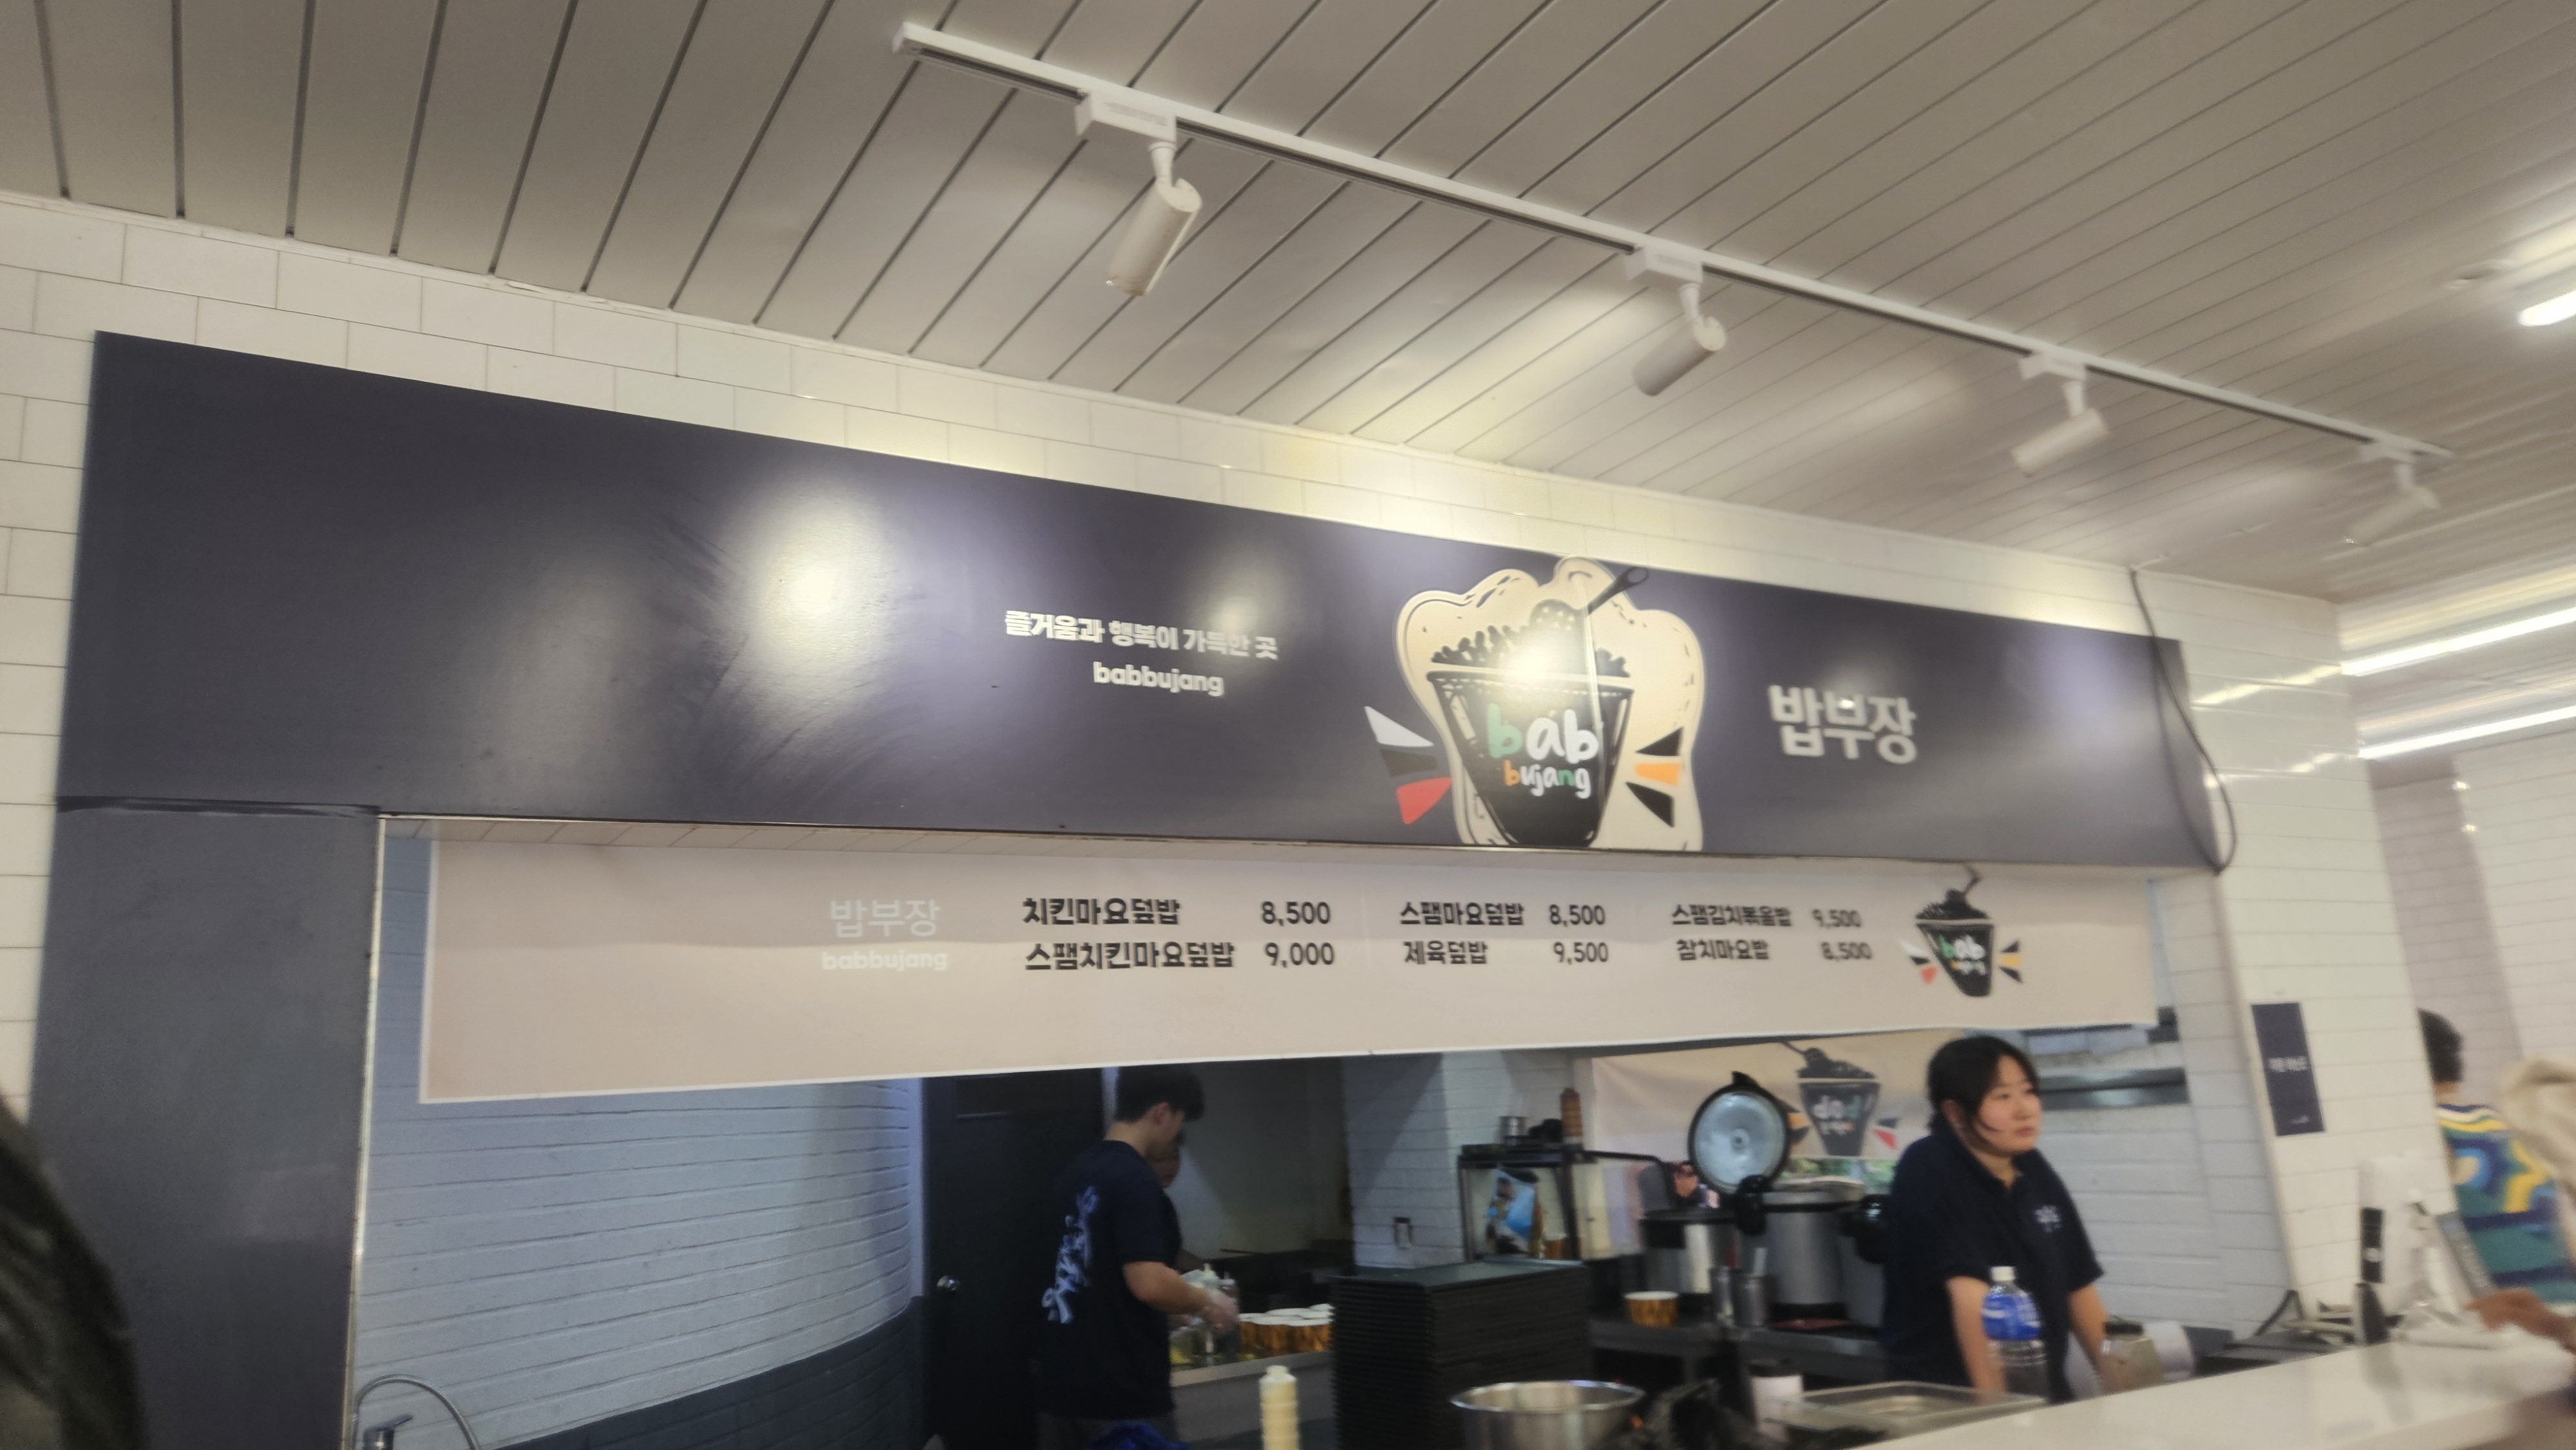 즐거움과 행복이 가득한 곳
babbujang
bab
bujang
밥부장
밥부장
babbujang
치킨마요덮밥 8,500
스팸치킨마요덮밥 9,000
스팸마요덮밥 8,500
제육덮밥 9,500
스팸김치볶음밥 9,500
참치마요밥 8,500
bab
bujang